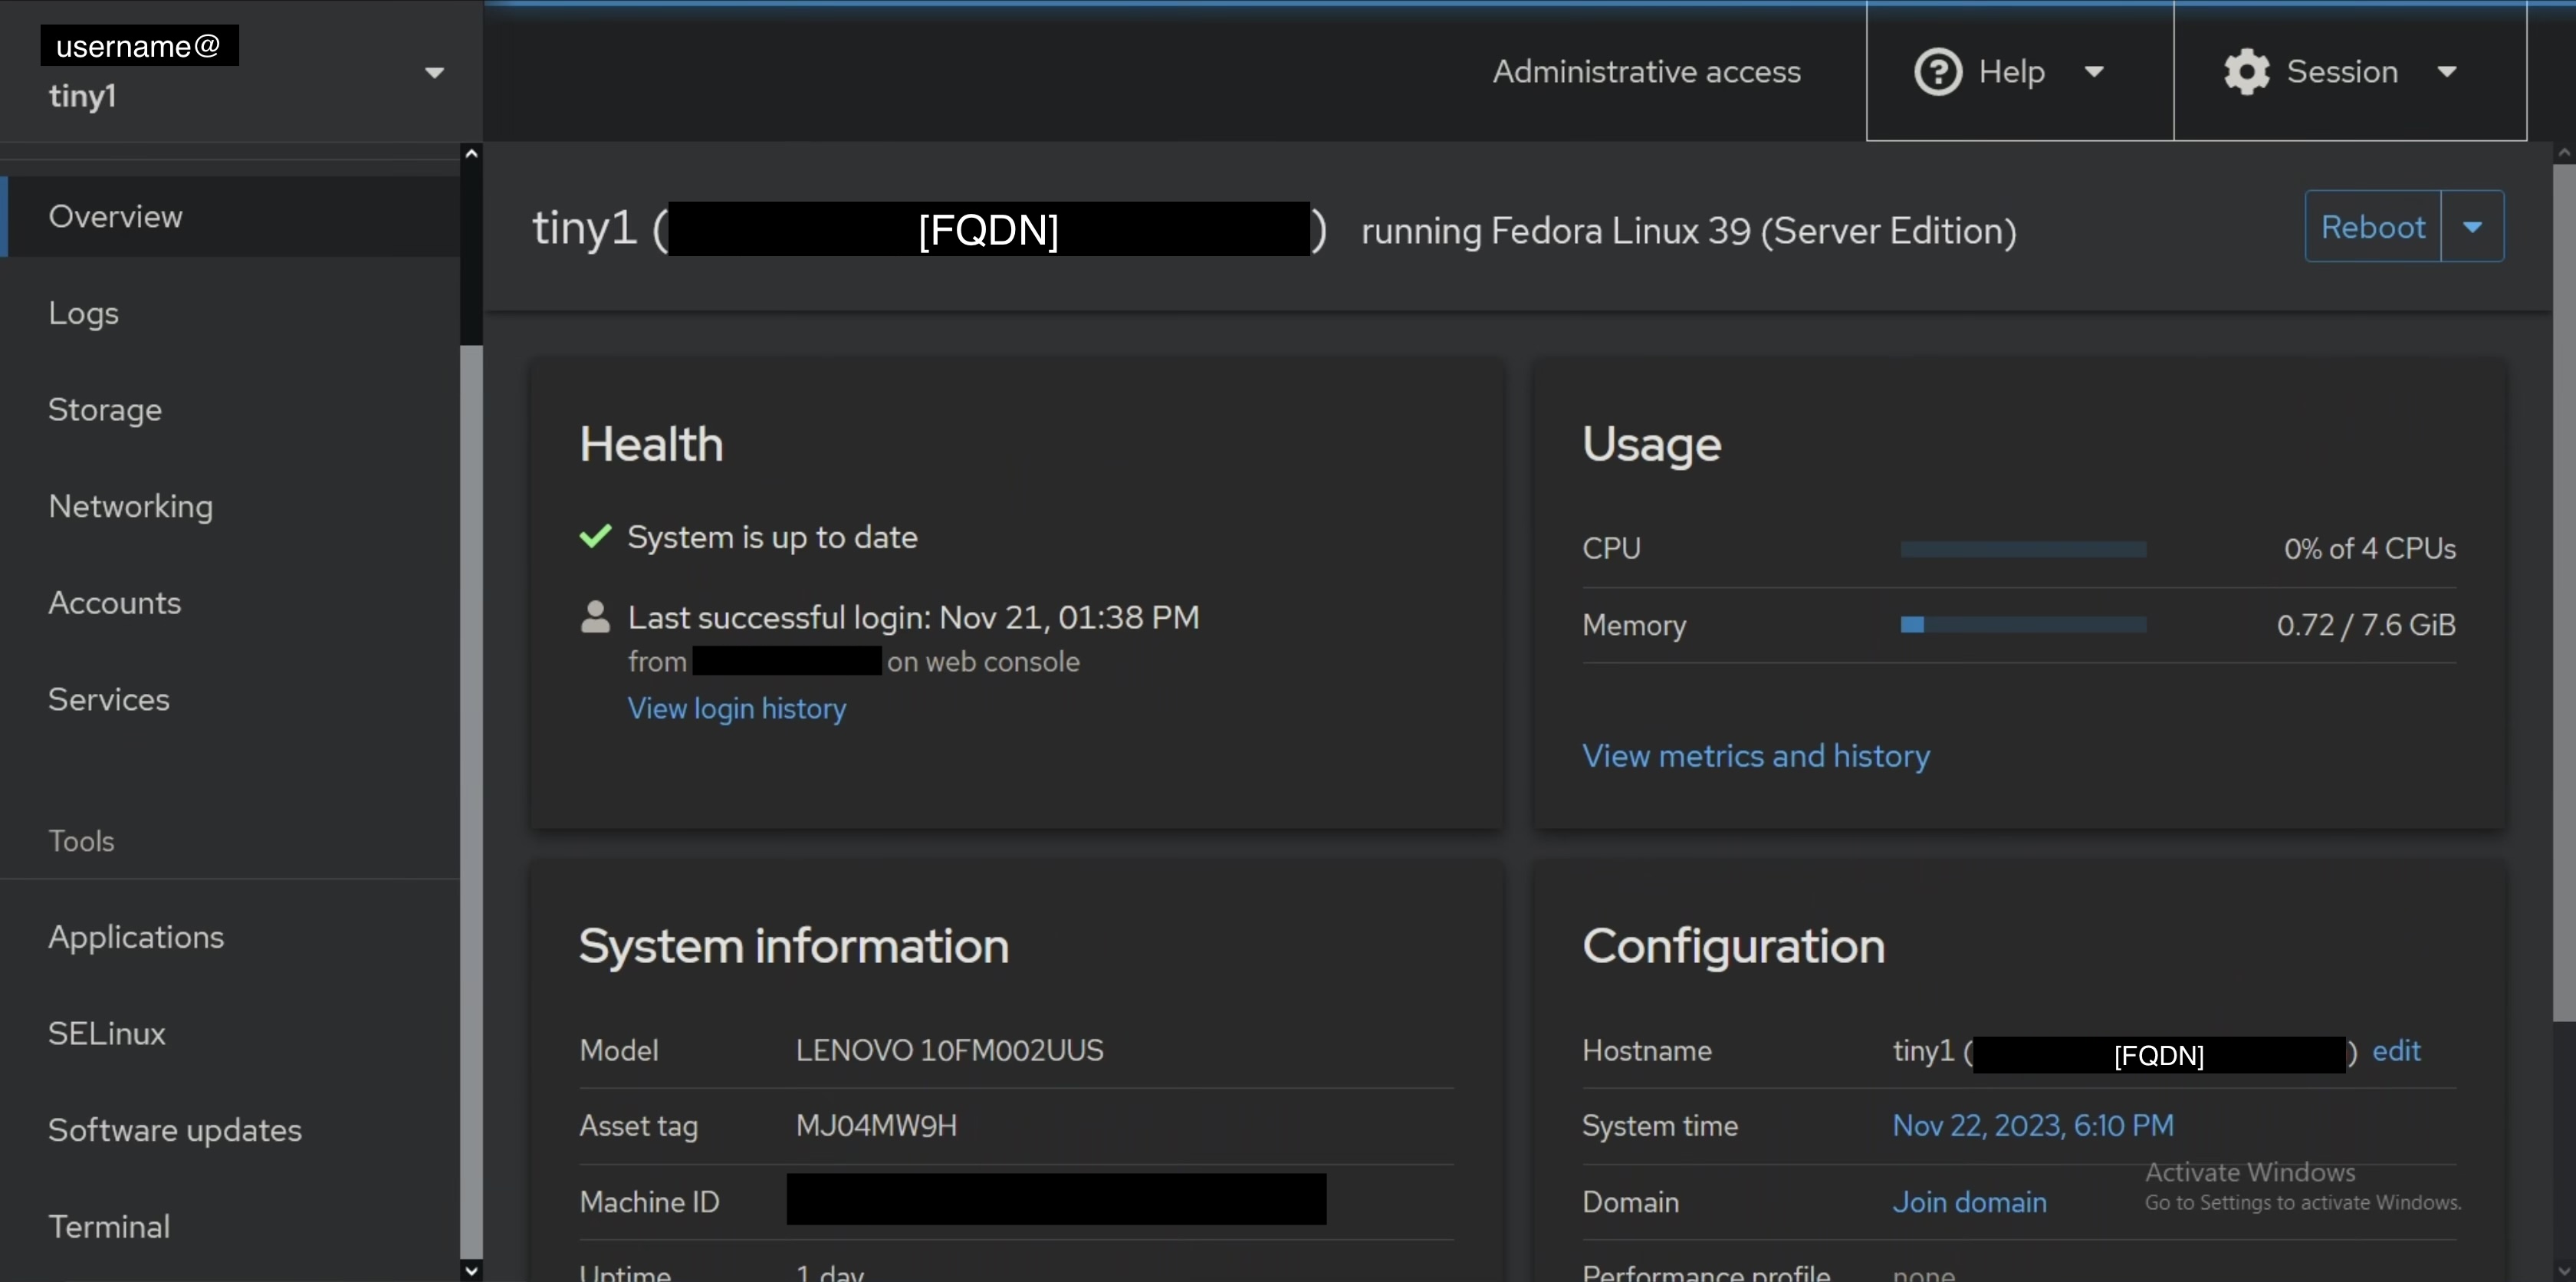 username@
tiny1
Administrative access
Help
Session
Overview
Logs
Storage
Networking
Accounts
Services
Tools
Applications
SELinux
Software updates
Terminal
tiny1 ( [FQDN] ) running Fedora Linux 39 (Server Edition)
Reboot
Health
System is up to date
Last successful login: Nov 21, 01:38 PM
from on web console
View login history
Usage
CPU 0% of 4 CPUs
Memory 0.72 / 7.6 GiB
View metrics and history
System information
Model LENOVO 10FM002UUS
Asset tag MJ04MW9H
Machine ID
Uptime 1 day
Configuration
Hostname tiny1 ( [FQDN] ) edit
System time Nov 22, 2023, 6:10 PM
Domain Join domain
Performance profile none
Activate Windows
Go to Settings to activate Windows.